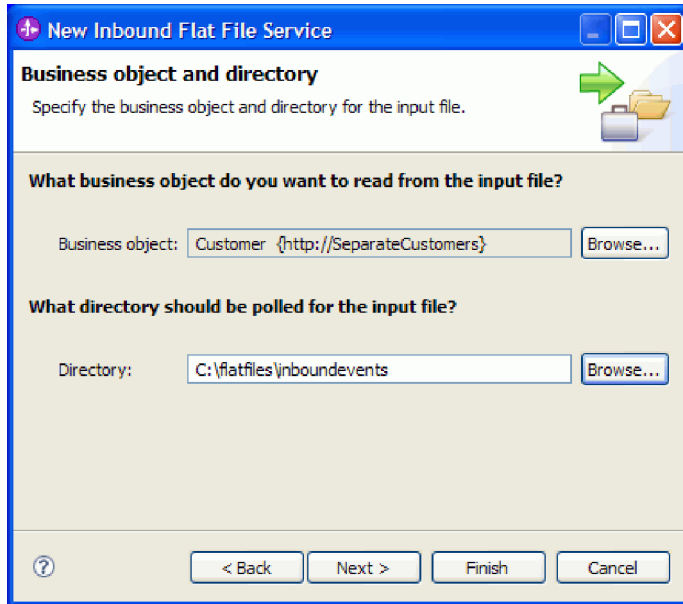 New Inbound Flat File Service
Business object and directory
Specify the business object and directory for the input file.
What business object do you want to read from the input file?
Business object: Customer {http://SeparateCustomers} Browse...
What directory should be polled for the input file?
Directory: C:\flatfiles\inboundevents Browse...
? < Back Next > Finish Cancel